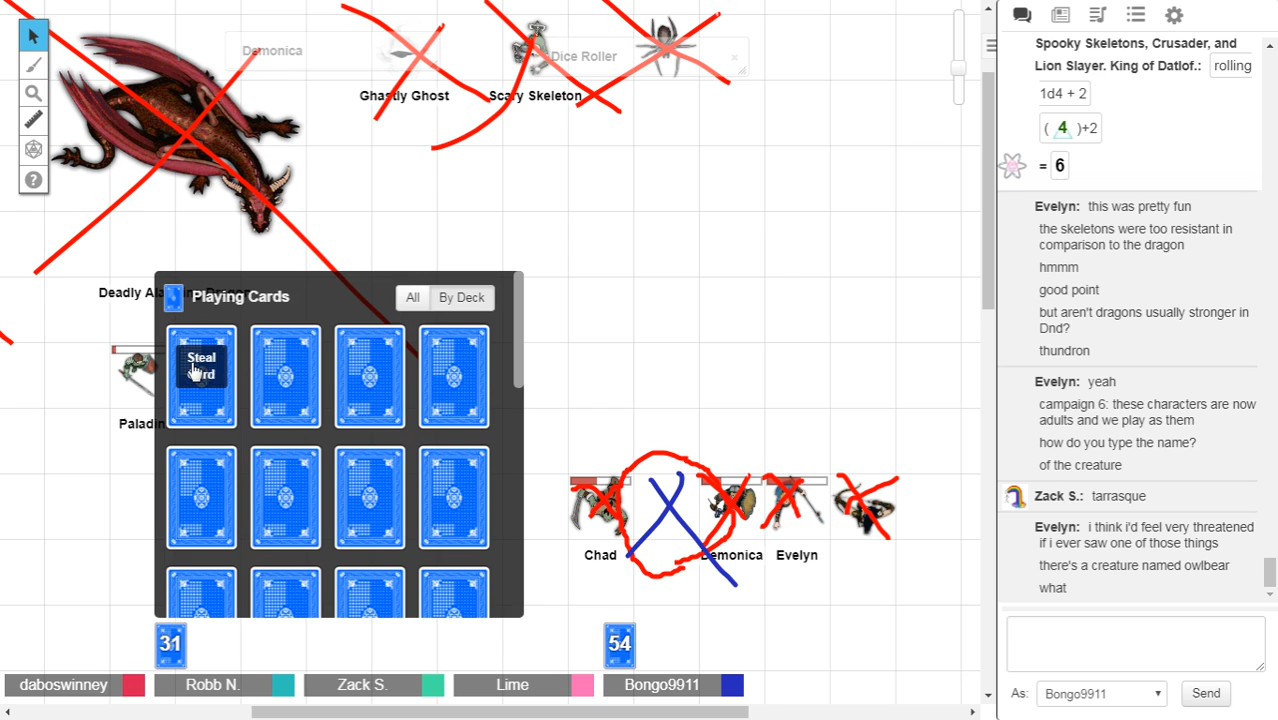 Demonica
Dice Roller
Ghastly Ghost
Scary Skeleton
Playing Cards
All
By Deck
Steal
Paladin
Chad
Demonica
Evelyn
31
54
daboswinney
Robb N.
Zack S.
Lime
Bongo9911
Spooky Skeletons, Crusader, and
Lion Slayer. King of Datlof.: rolling
1d4 + 2
( 4 )+2
= 6
Evelyn: this was pretty fun
the skeletons were too resistant in
comparison to the dragon
hmmm
good point
but aren't dragons usually stronger in
Dnd?
thundron
Evelyn: yeah
campaign 6: these characters are now
adults and we play as them
how do you type the name?
of the creature
Zack S.: tarrasque
Evelyn: i think i'd feel very threatened
if i ever saw one of those things
there's a creature named owlbear
what
As: Bongo9911
Send